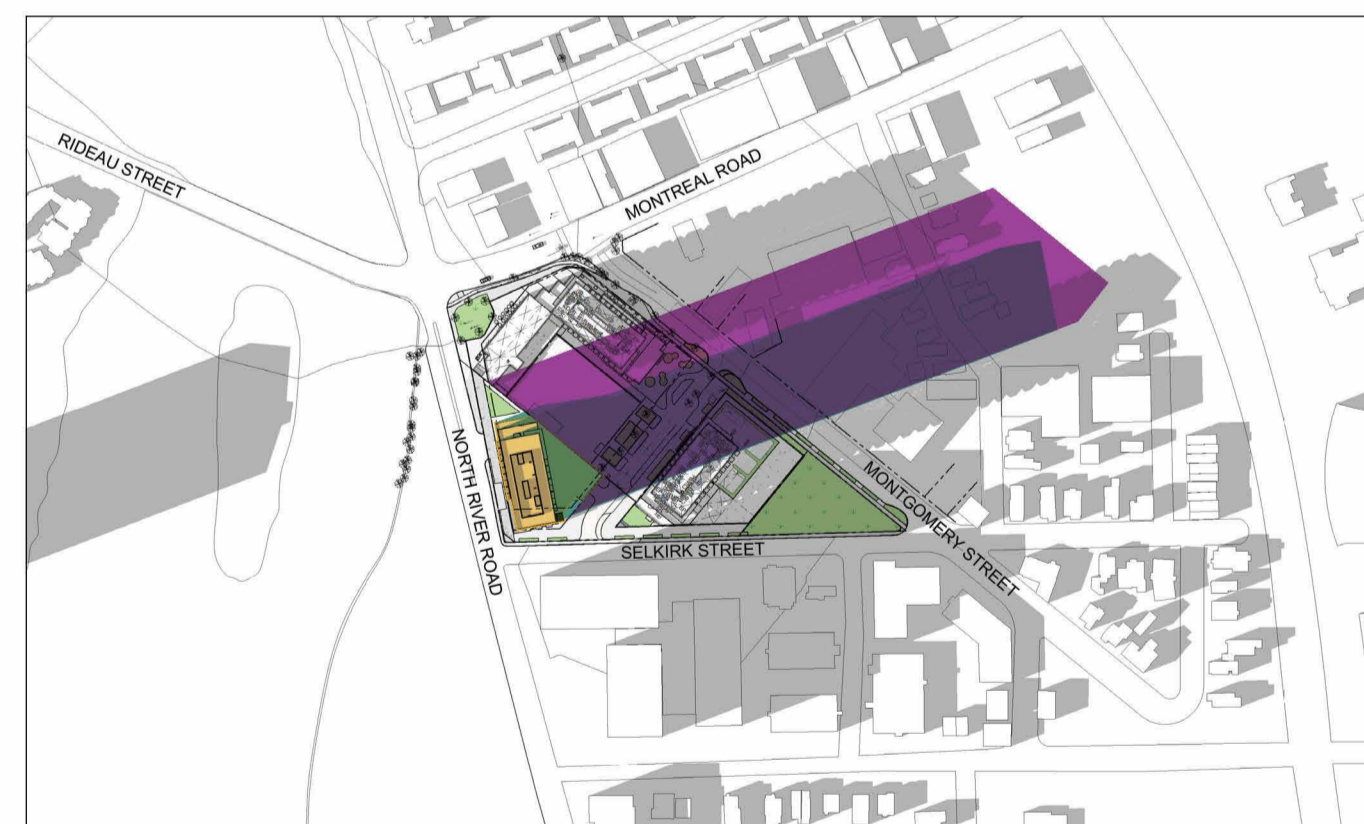 RIDEAU STREET
MONTREAL ROAD
NORTH RIVER ROAD
MONTGOMERY STREET
SELKIRK STREET